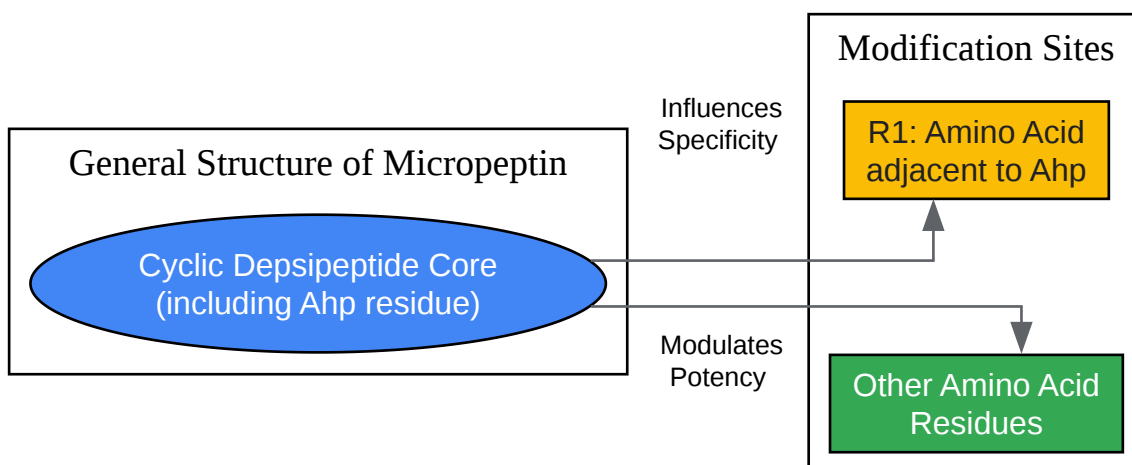 General Structure of Micropeptin
Cyclic Depsipeptide Core
(including Ahp residue)
Influences
Specificity
Modulates
Potency
Modification Sites
R1: Amino Acid
adjacent to Ahp
Other Amino Acid
Residues